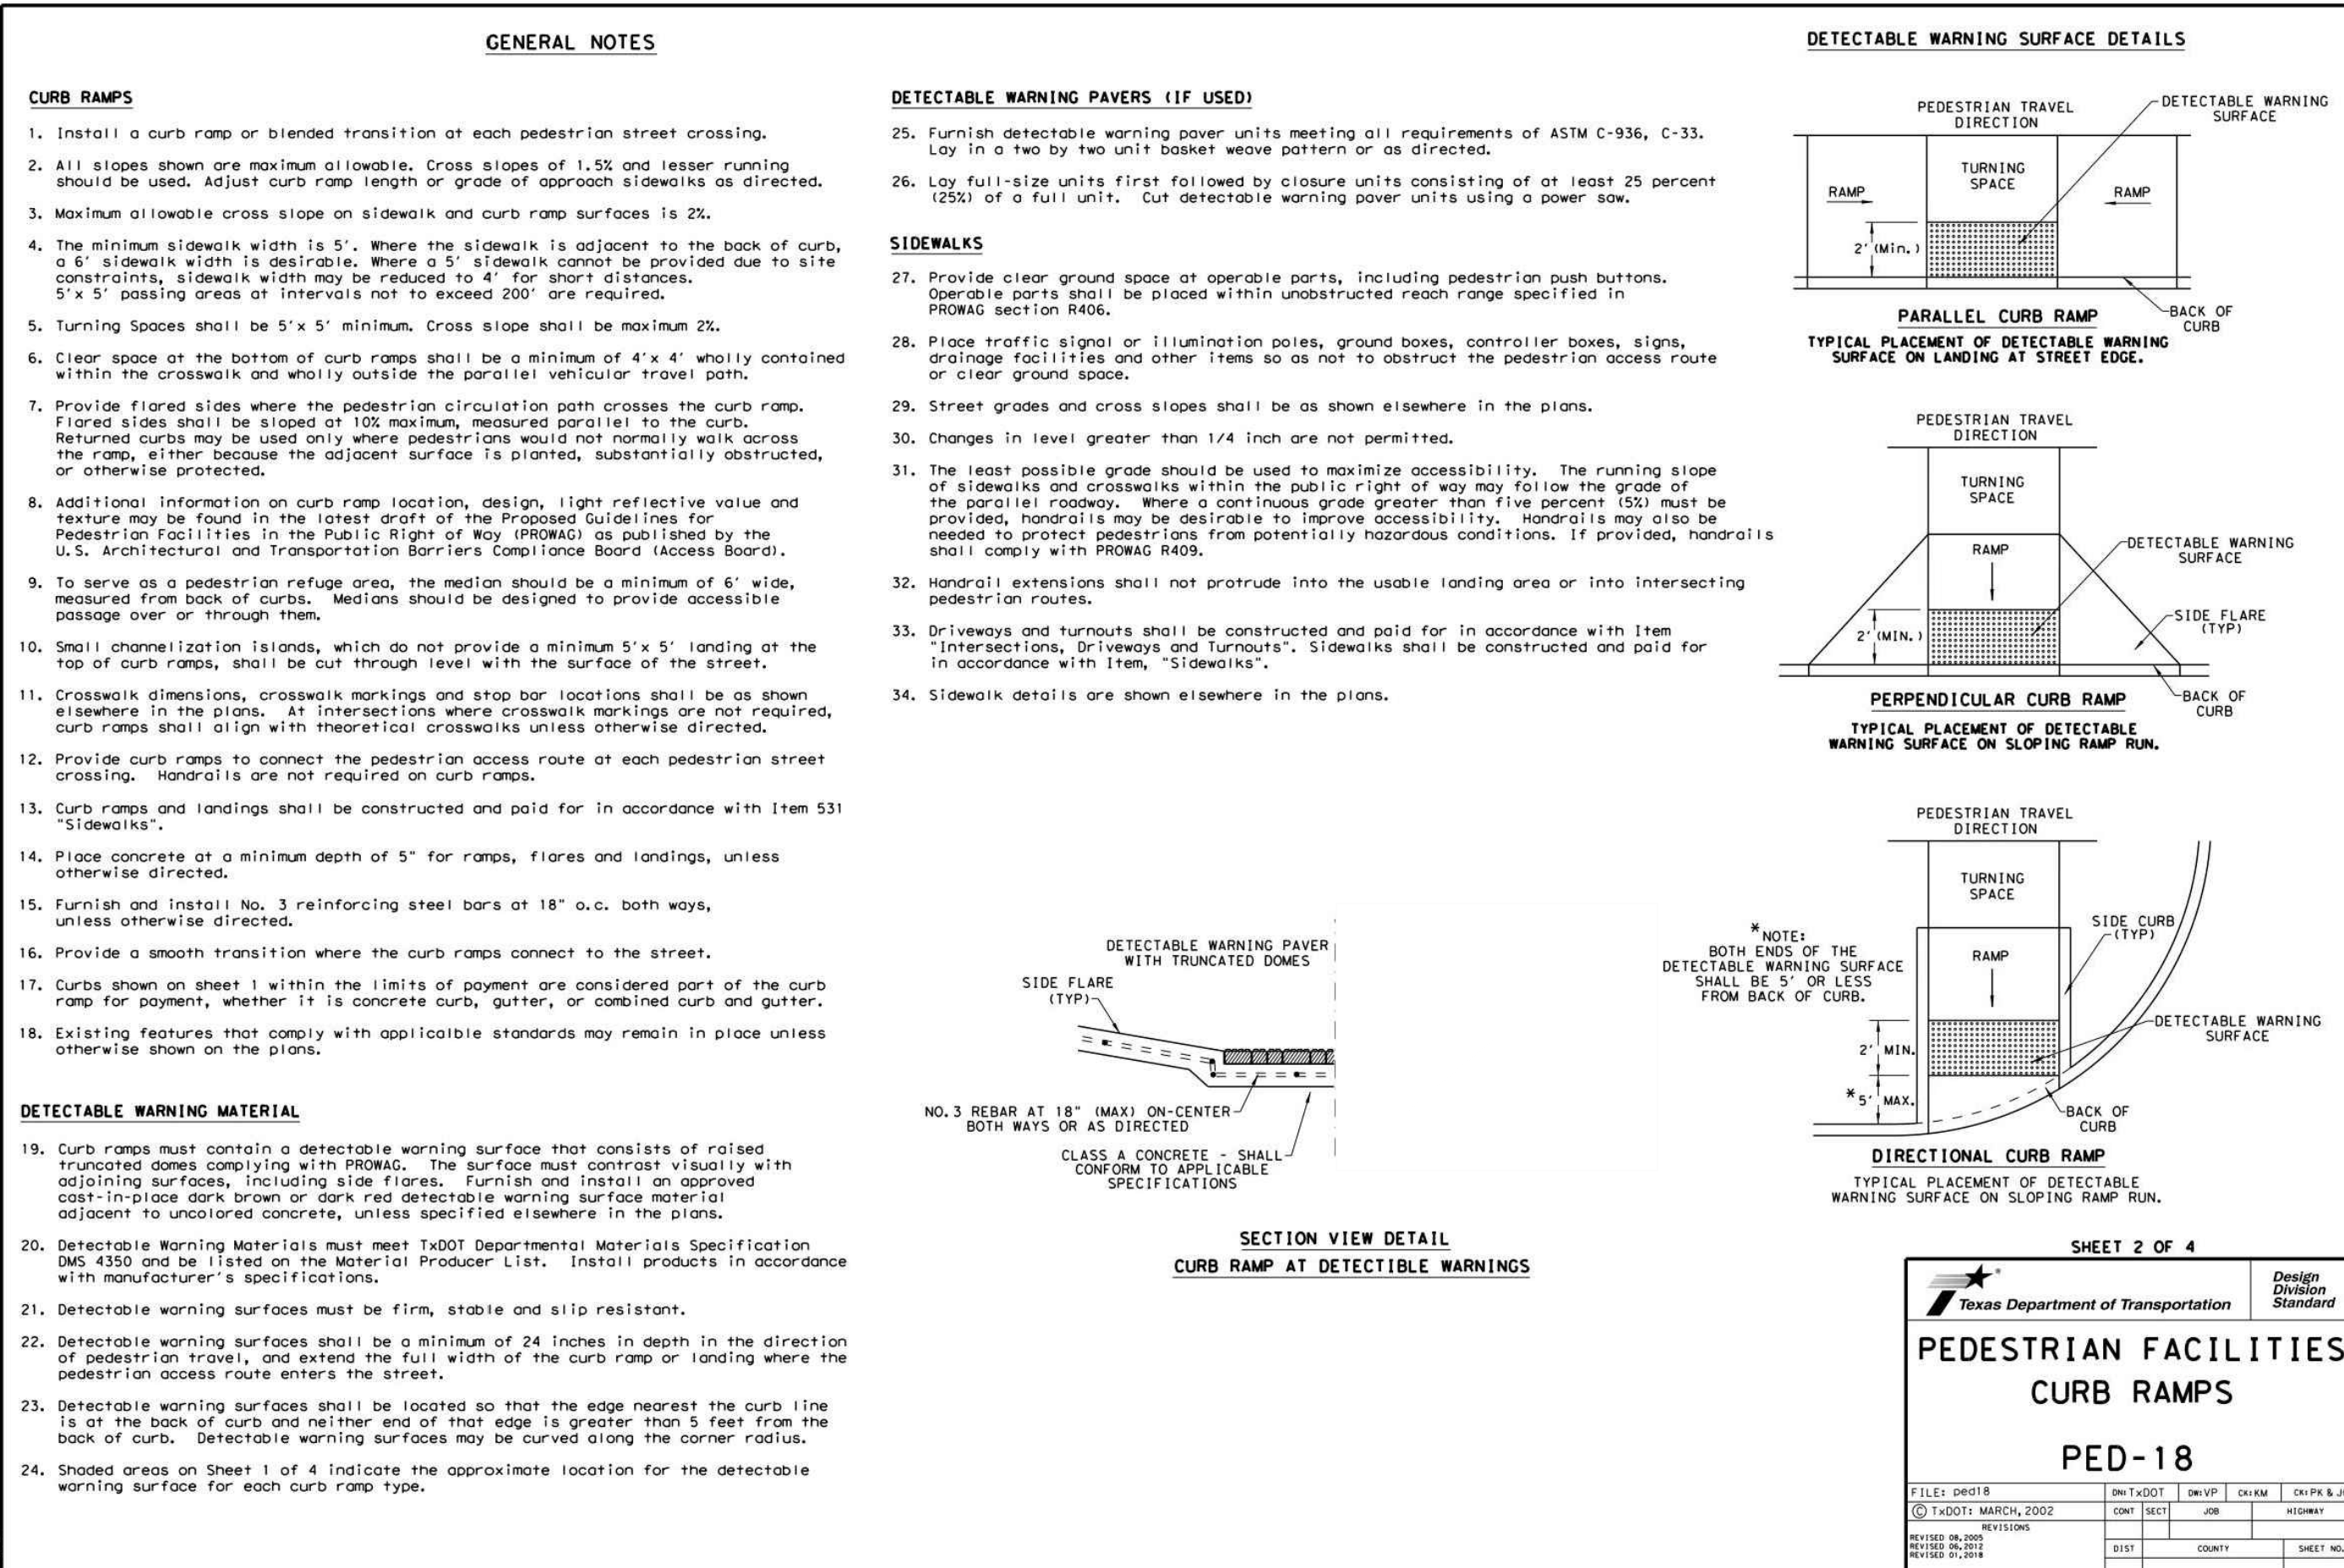 GENERAL NOTES
CURB RAMPS
1. Install a curb ramp or blended transition at each pedestrian street crossing.
2. All slopes shown are maximum allowable. Cross slopes of 1.5% and lesser running
should be used. Adjust curb ramp length or grade of approach sidewalks as directed.
3. Maximum allowable cross slope on sidewalk and curb ramp surfaces is 2%.
4. The minimum sidewalk width is 5'. Where the sidewalk is adjacent to the back of curb,
a 6' sidewalk width is desirable. Where a 5' sidewalk cannot be provided due to site
constraints, sidewalk width may be reduced to 4' for short distances.
5'x 5' passing areas at intervals not to exceed 200' are required.
5. Turning Spaces shall be 5'x 5' minimum. Cross slope shall be maximum 2%.
6. Clear space at the bottom of curb ramps shall be a minimum of 4'x 4' wholly contained
within the crosswalk and wholly outside the parallel vehicular travel path.
7. Provide flared sides where the pedestrian circulation path crosses the curb ramp.
Flared sides shall be sloped at 10% maximum, measured parallel to the curb.
Returned curbs may be used only where pedestrians would not normally walk across
the ramp, either because the adjacent surface is planted, substantially obstructed,
or otherwise protected.
8. Additional information on curb ramp location, design, light reflective value and
texture may be found in the latest draft of the Proposed Guidelines for
Pedestrian Facilities in the Public Right of Way (PROWAG) as published by the
U.S. Architectural and Transportation Barriers Compliance Board (Access Board).
9. To serve as a pedestrian refuge area, the median should be a minimum of 6' wide,
measured from back of curbs. Medians should be designed to provide accessible
passage over or through them.
10. Small channelization islands, which do not provide a minimum 5'x 5' landing at the
top of curb ramps, shall be cut through level with the surface of the street.
11. Crosswalk dimensions, crosswalk markings and stop bar locations shall be as shown
elsewhere in the plans. At intersections where crosswalk markings are not required,
curb ramps shall align with theoretical crosswalks unless otherwise directed.
12. Provide curb ramps to connect the pedestrian access route at each pedestrian street
crossing. Handrails are not required on curb ramps.
13. Curb ramps and landings shall be constructed and paid for in accordance with Item 531
"Sidewalks".
14. Place concrete at a minimum depth of 5" for ramps, flares and landings, unless
otherwise directed.
15. Furnish and install No. 3 reinforcing steel bars at 18" o.c. both ways,
unless otherwise directed.
16. Provide a smooth transition where the curb ramps connect to the street.
17. Curbs shown on sheet 1 within the limits of payment are considered part of the curb
ramp for payment, whether it is concrete curb, gutter, or combined curb and gutter.
18. Existing features that comply with applicalble standards may remain in place unless
otherwise shown on the plans.
DETECTABLE WARNING MATERIAL
19. Curb ramps must contain a detectable warning surface that consists of raised
truncated domes complying with PROWAG. The surface must contrast visually with
adjoining surfaces, including side flares. Furnish and install an approved
cast-in-place dark brown or dark red detectable warning surface material
adjacent to uncolored concrete, unless specified elsewhere in the plans.
20. Detectable Warning Materials must meet TxDOT Departmental Materials Specification
DMS 4350 and be listed on the Material Producer List. Install products in accordance
with manufacturer's specifications.
21. Detectable warning surfaces must be firm, stable and slip resistant.
22. Detectable warning surfaces shall be a minimum of 24 inches in depth in the direction
of pedestrian travel, and extend the full width of the curb ramp or landing where the
pedestrian access route enters the street.
23. Detectable warning surfaces shall be located so that the edge nearest the curb line
is at the back of curb and neither end of that edge is greater than 5 feet from the
back of curb. Detectable warning surfaces may be curved along the corner radius.
24. Shaded areas on Sheet 1 of 4 indicate the approximate location for the detectable
warning surface for each curb ramp type.
DETECTABLE WARNING PAVERS (IF USED)
25. Furnish detectable warning paver units meeting all requirements of ASTM C-936, C-33.
Lay in a two by two unit basket weave pattern or as directed.
26. Lay full-size units first followed by closure units consisting of at least 25 percent
(25%) of a full unit. Cut detectable warning paver units using a power saw.
SIDEWALKS
27. Provide clear ground space at operable parts, including pedestrian push buttons.
Operable parts shall be placed within unobstructed reach range specified in
PROWAG section R406.
28. Place traffic signal or illumination poles, ground boxes, controller boxes, signs,
drainage facilities and other items so as not to obstruct the pedestrian access route
or clear ground space.
29. Street grades and cross slopes shall be as shown elsewhere in the plans.
30. Changes in level greater than 1/4 inch are not permitted.
31. The least possible grade should be used to maximize accessibility. The running slope
of sidewalks and crosswalks within the public right of way may follow the grade of
the parallel roadway. Where a continuous grade greater than five percent (5%) must be
provided, handrails may be desirable to improve accessibility. Handrails may also be
needed to protect pedestrians from potentially hazardous conditions. If provided, handrails
shall comply with PROWAG R409.
32. Handrail extensions shall not protrude into the usable landing area or into intersecting
pedestrian routes.
33. Driveways and turnouts shall be constructed and paid for in accordance with Item
"Intersections, Driveways and Turnouts". Sidewalks shall be constructed and paid for
in accordance with Item, "Sidewalks".
34. Sidewalk details are shown elsewhere in the plans.
DETECTABLE WARNING PAVER
WITH TRUNCATED DOMES
SIDE FLARE
(TYP)
NO. 3 REBAR AT 18" (MAX) ON-CENTER
BOTH WAYS OR AS DIRECTED
CLASS A CONCRETE - SHALL
CONFORM TO APPLICABLE
SPECIFICATIONS
SECTION VIEW DETAIL
CURB RAMP AT DETECTIBLE WARNINGS
DETECTABLE WARNING SURFACE DETAILS
PEDESTRIAN TRAVEL
DIRECTION
DETECTABLE WARNING
SURFACE
TURNING
SPACE
RAMP
RAMP
2' (Min.)
BACK OF
CURB
PARALLEL CURB RAMP
TYPICAL PLACEMENT OF DETECTABLE WARNING
SURFACE ON LANDING AT STREET EDGE.
PEDESTRIAN TRAVEL
DIRECTION
TURNING
SPACE
RAMP
DETECTABLE WARNING
SURFACE
SIDE FLARE
(TYP)
2' (MIN.)
BACK OF
CURB
PERPENDICULAR CURB RAMP
TYPICAL PLACEMENT OF DETECTABLE
WARNING SURFACE ON SLOPING RAMP RUN.
PEDESTRIAN TRAVEL
DIRECTION
TURNING
SPACE
SIDE CURB
(TYP)
*NOTE:
BOTH ENDS OF THE
DETECTABLE WARNING SURFACE
SHALL BE 5' OR LESS
FROM BACK OF CURB.
RAMP
DETECTABLE WARNING
SURFACE
2' MIN.
*5' MAX.
BACK OF
CURB
DIRECTIONAL CURB RAMP
TYPICAL PLACEMENT OF DETECTABLE
WARNING SURFACE ON SLOPING RAMP RUN.
SHEET 2 OF 4
Texas Department of Transportation
Design
Division
Standard
PEDESTRIAN FACILITIES
CURB RAMPS
PED-18
FILE: ped18 DN: TxDOT DW: VP CK: KM CK: PK &
© TxDOT: MARCH, 2002 CONT SECT JOB HIGHWAY
REVISIONS
REVISED 08, 2005
REVISED 06, 2012
REVISED 01, 2018
DIST COUNTY SHEET NO.